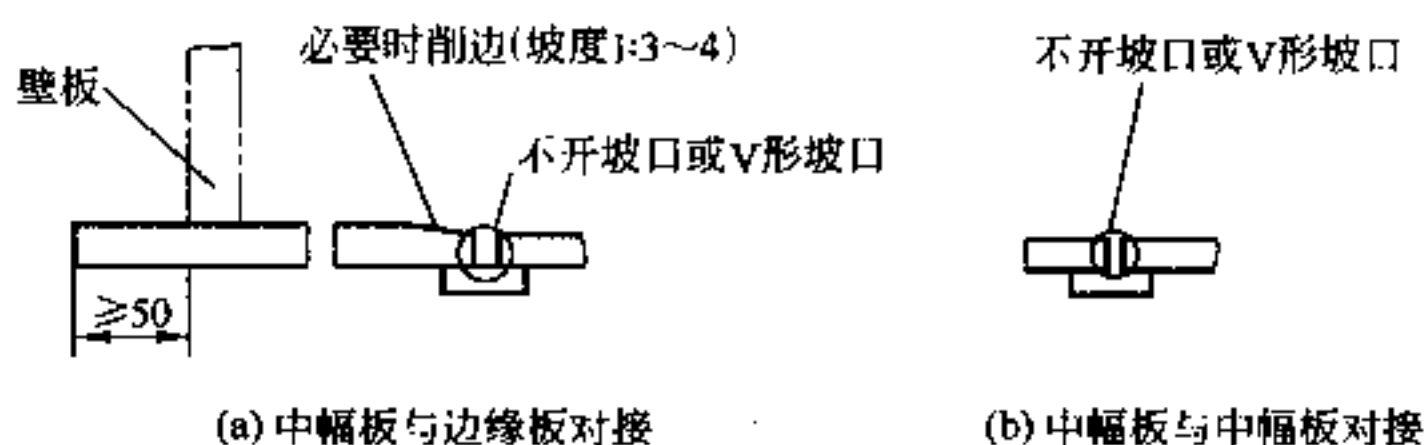 必要时削边(坡度1:3～4)
不开坡口或V形坡口
壁板
不开坡口或V形坡口
≥50
(a) 中幅板与边缘板对接
(b) 中幅板与中幅板对接